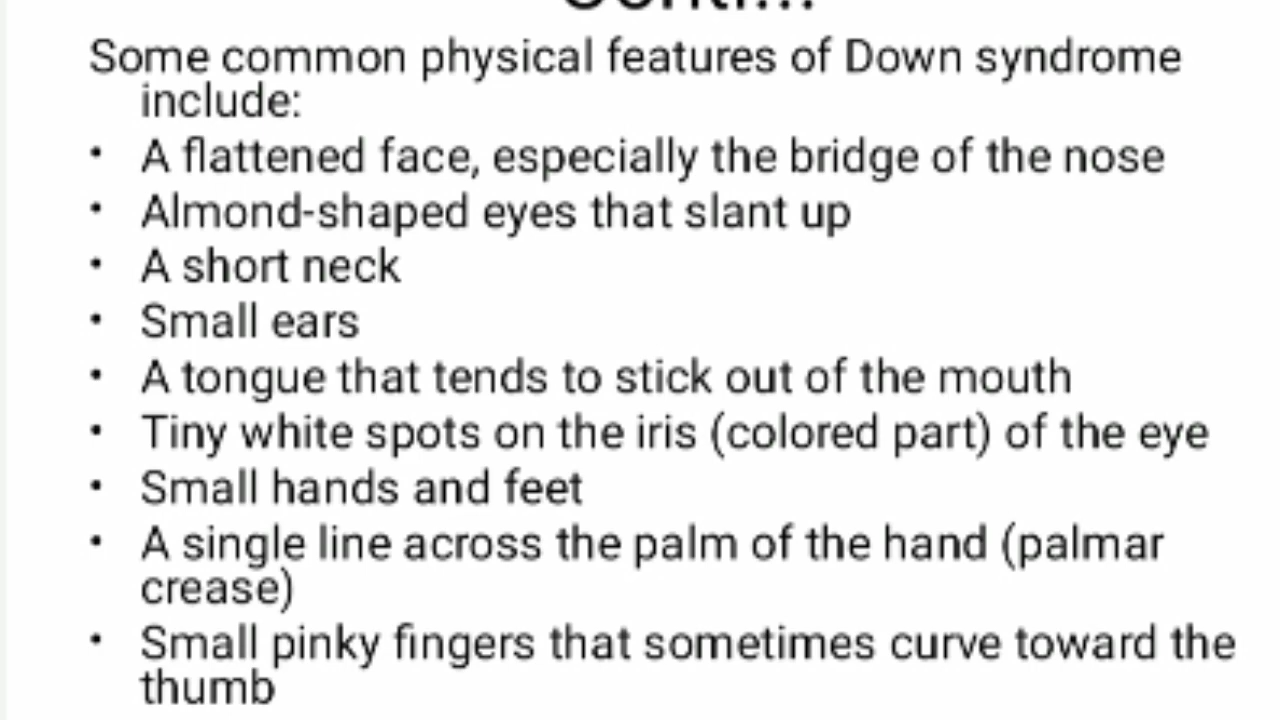 Conti...
Some common physical features of Down syndrome
include:
• A flattened face, especially the bridge of the nose
• Almond-shaped eyes that slant up
• A short neck
• Small ears
• A tongue that tends to stick out of the mouth
• Tiny white spots on the iris (colored part) of the eye
• Small hands and feet
• A single line across the palm of the hand (palmar
crease)
• Small pinky fingers that sometimes curve toward the
thumb